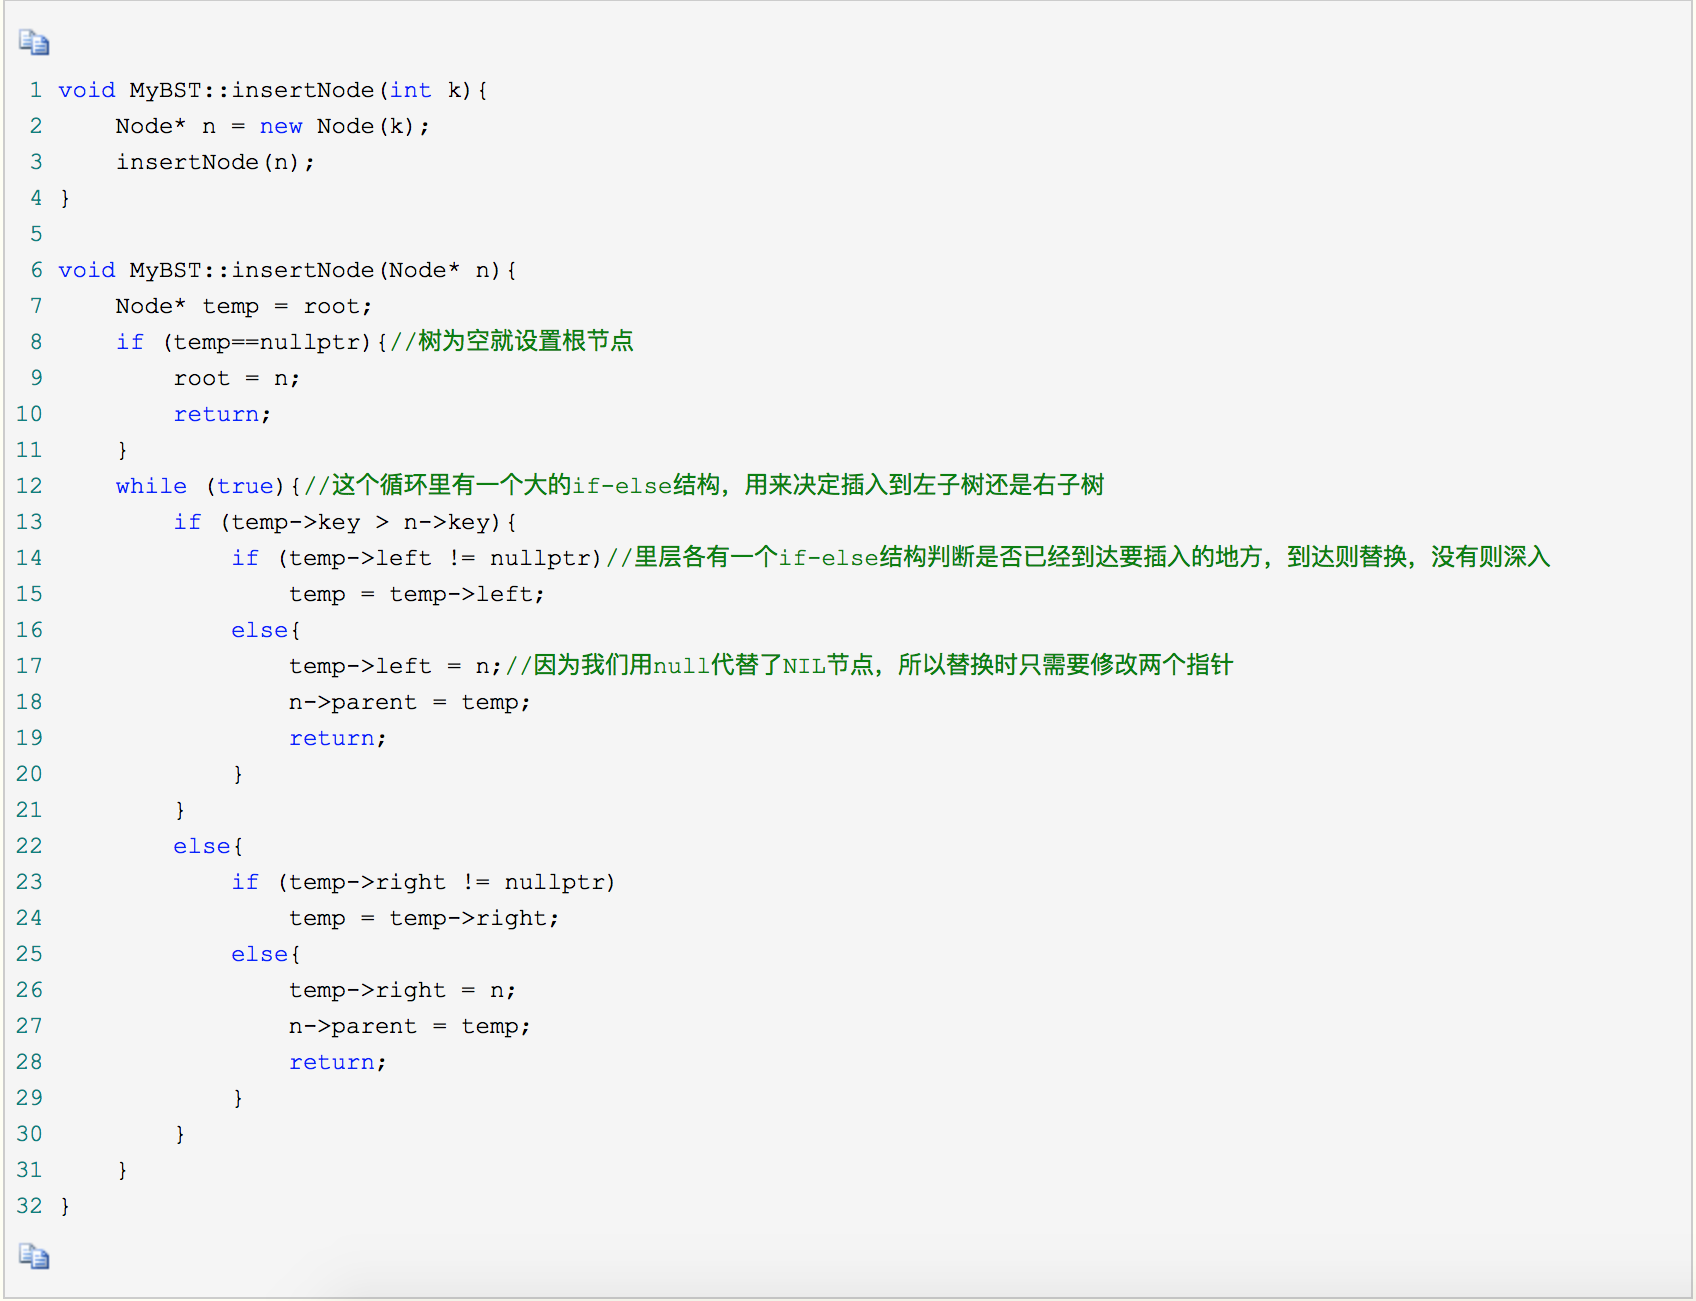 1 void MyBST::insertNode(int k){
2     Node* n = new Node(k);
3     insertNode(n);
4 }
5
6 void MyBST::insertNode(Node* n){
7     Node* temp = root;
8     if (temp==nullptr){//树为空就设置根节点
9         root = n;
10         return;
11     }
12     while (true){//这个循环里有一个大的if-else结构，用来决定插入到左子树还是右子树
13         if (temp->key > n->key){
14             if (temp->left != nullptr)//里层各有一个if-else结构判断是否已经到达要插入的地方，到达则替换，没有则深入
15                 temp = temp->left;
16             else{
17                 temp->left = n;//因为我们用null代替了NIL节点，所以替换时只需要修改两个指针
18                 n->parent = temp;
19                 return;
20             }
21         }
22         else{
23             if (temp->right != nullptr)
24                 temp = temp->right;
25             else{
26                 temp->right = n;
27                 n->parent = temp;
28                 return;
29             }
30         }
31     }
32 }